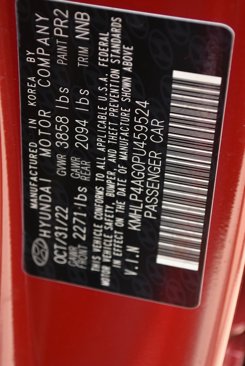 MANUFACTURED IN KOREA BY
HYUNDAI MOTOR COMPANY
OCT/31/22 GVWR 3858 lbs PAINT PR2
GAWR FRONT 2271 lbs GAWR REAR 2094 lbs TRIM NNB
THIS VEHICLE CONFORMS TO ALL APPLICABLE U.S.A. FEDERAL
MOTOR VEHICLE SAFETY, BUMPER, AND THEFT PREVENTION STANDARDS
IN EFFECT ON THE DATE OF MANUFACTURE SHOWN ABOVE
V.I.N KMHLP4AG0PU459524
PASSENGER CAR